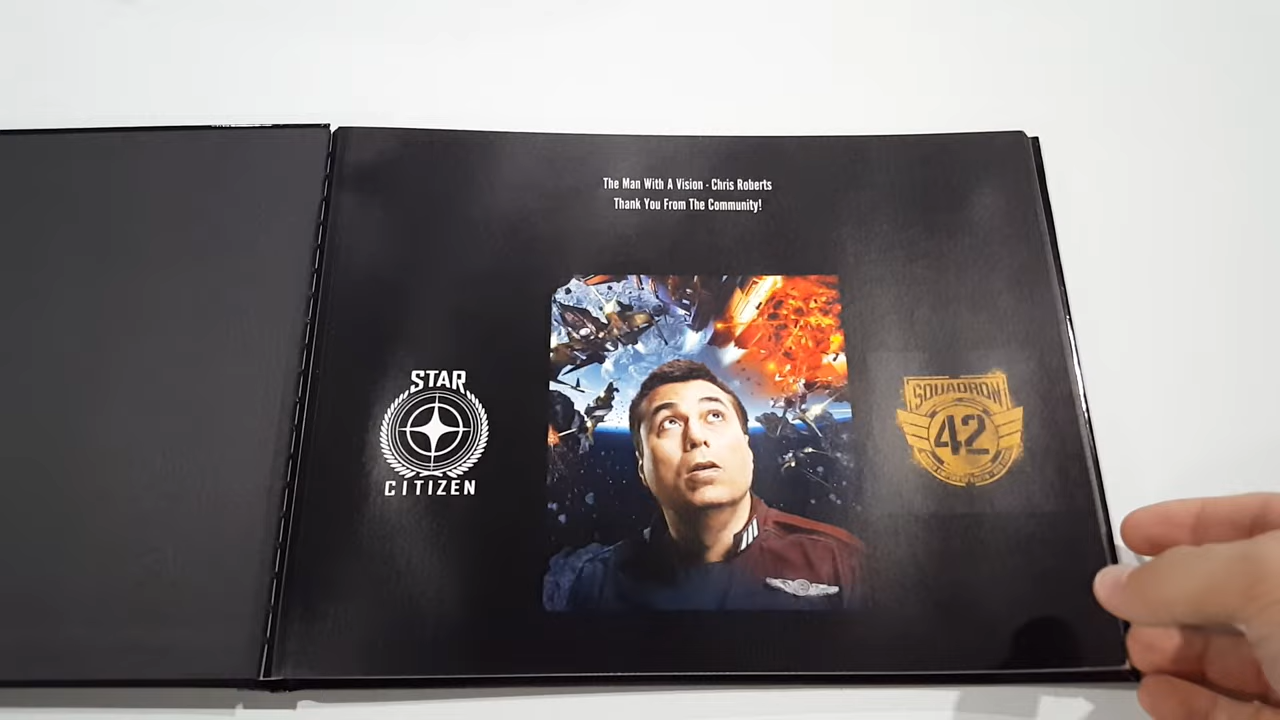 The Man With A Vision - Chris Roberts
Thank You From The Community!
STAR
CITIZEN
SQUADRON
42